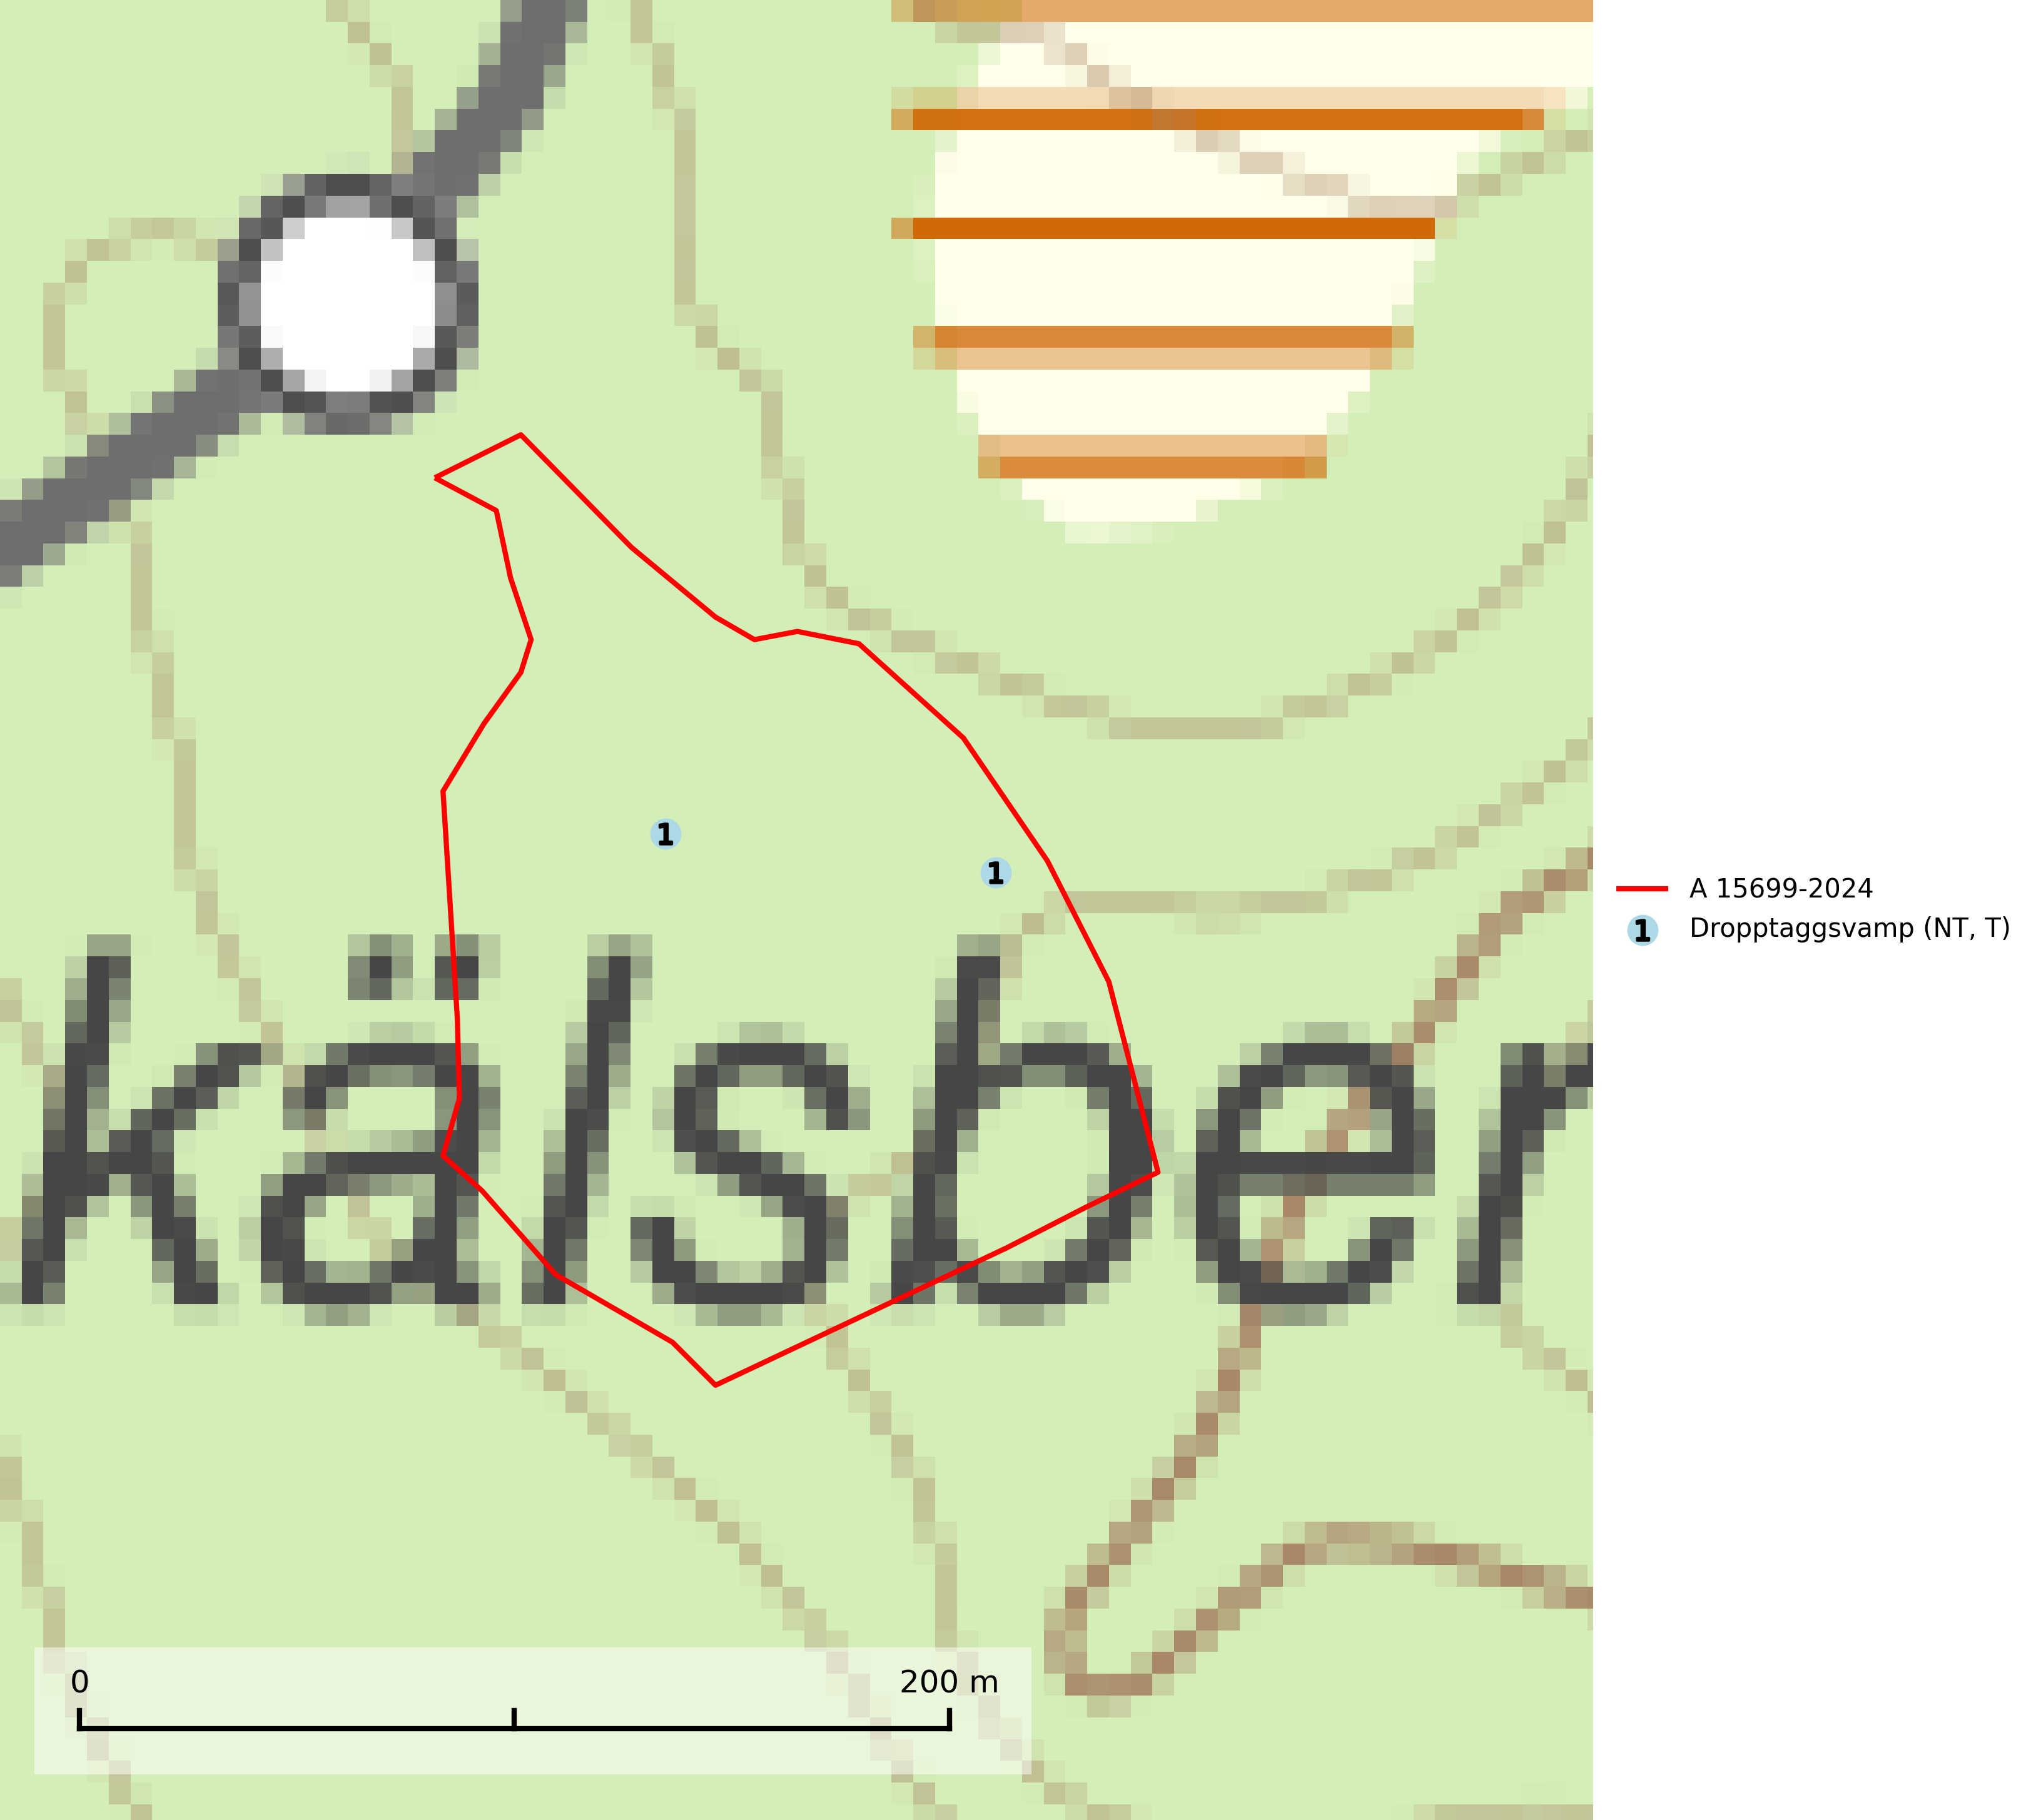 1
1
kälsber
0
200 m
A 15699-2024
1 Dropptaggsvamp (NT, T)